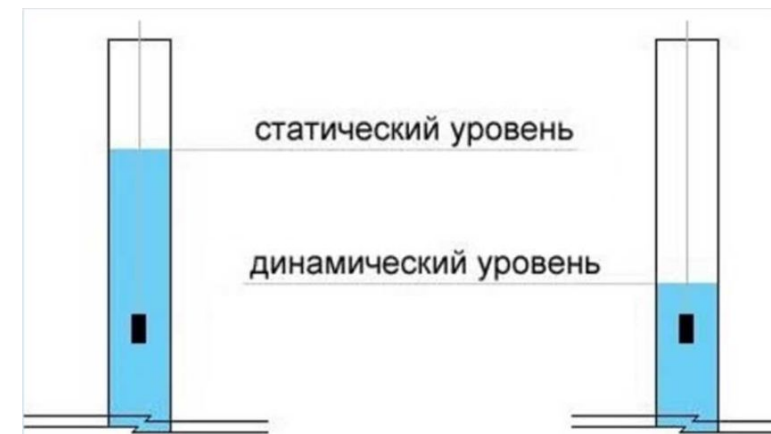 статический уровень
динамический уровень